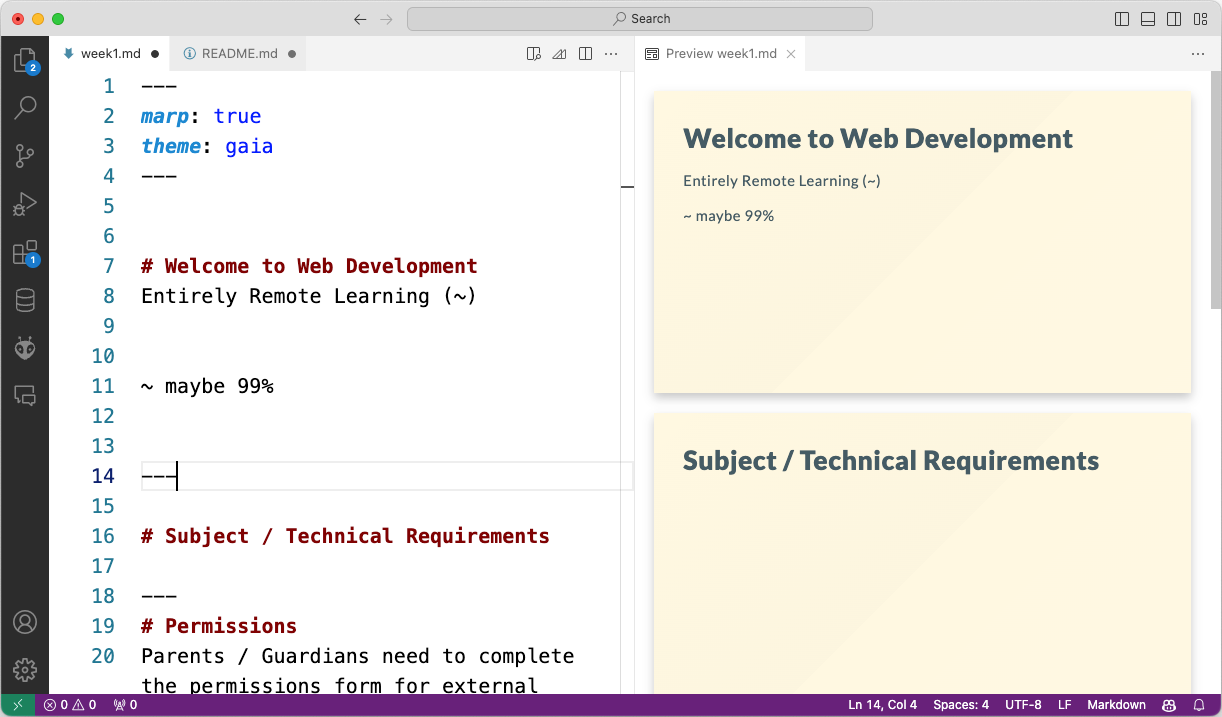 Search
week1.md
README.md
Preview week1.md
2
1
1 ---
2 marp: true
3 theme: gaia
4 ---
5
6
7 # Welcome to Web Development
8 Entirely Remote Learning (~)
9
10
11 ~ maybe 99%
12
13
14 ---
15
16 # Subject / Technical Requirements
17
18 ---
19 # Permissions
20 Parents / Guardians need to complete
the permissions form for external
Welcome to Web Development
Entirely Remote Learning (~)
~ maybe 99%
Subject / Technical Requirements
0 0 0 Ln 14, Col 4 Spaces: 4 UTF-8 LF Markdown